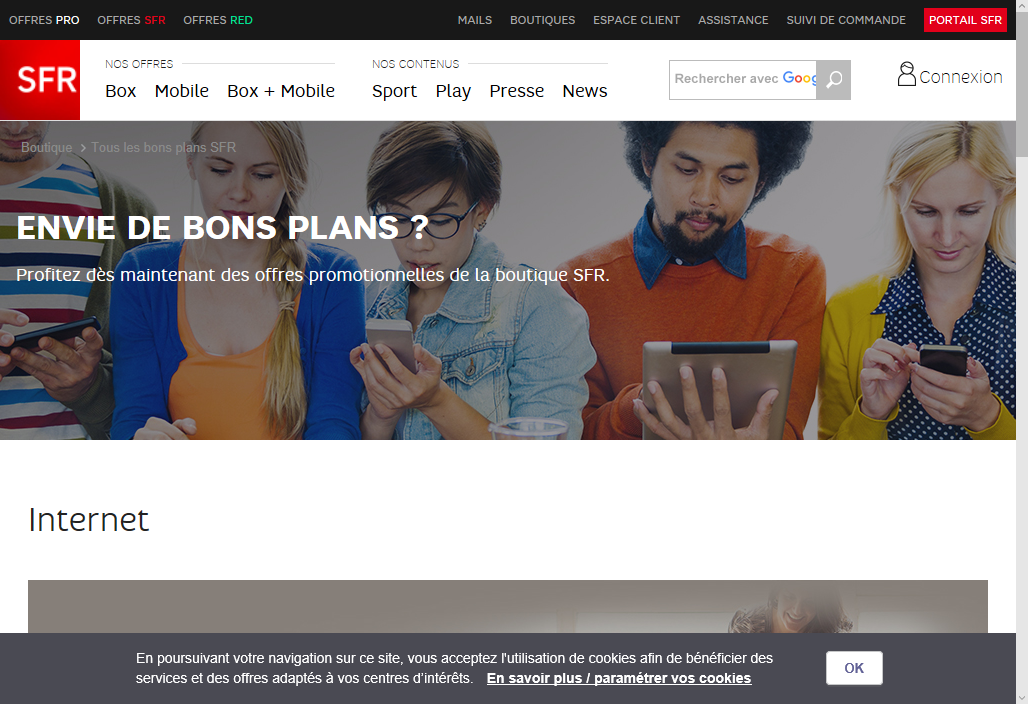 OFFRES PRO OFFRES SFR OFFRES RED MAILS BOUTIQUES ESPACE CLIENT ASSISTANCE SUIVI DE COMMANDE PORTAIL SFR
SFR
NOS OFFRES
Box Mobile Box + Mobile
NOS CONTENUS
Sport Play Presse News
Rechercher avec Goog
Connexion
Boutique > Tous les bons plans SFR
ENVIE DE BONS PLANS ?
Profitez dès maintenant des offres promotionnelles de la boutique SFR.
Internet
En poursuivant votre navigation sur ce site, vous acceptez l'utilisation de cookies afin de bénéficier des
services et des offres adaptés à vos centres d’intérêts. En savoir plus / paramétrer vos cookies
OK